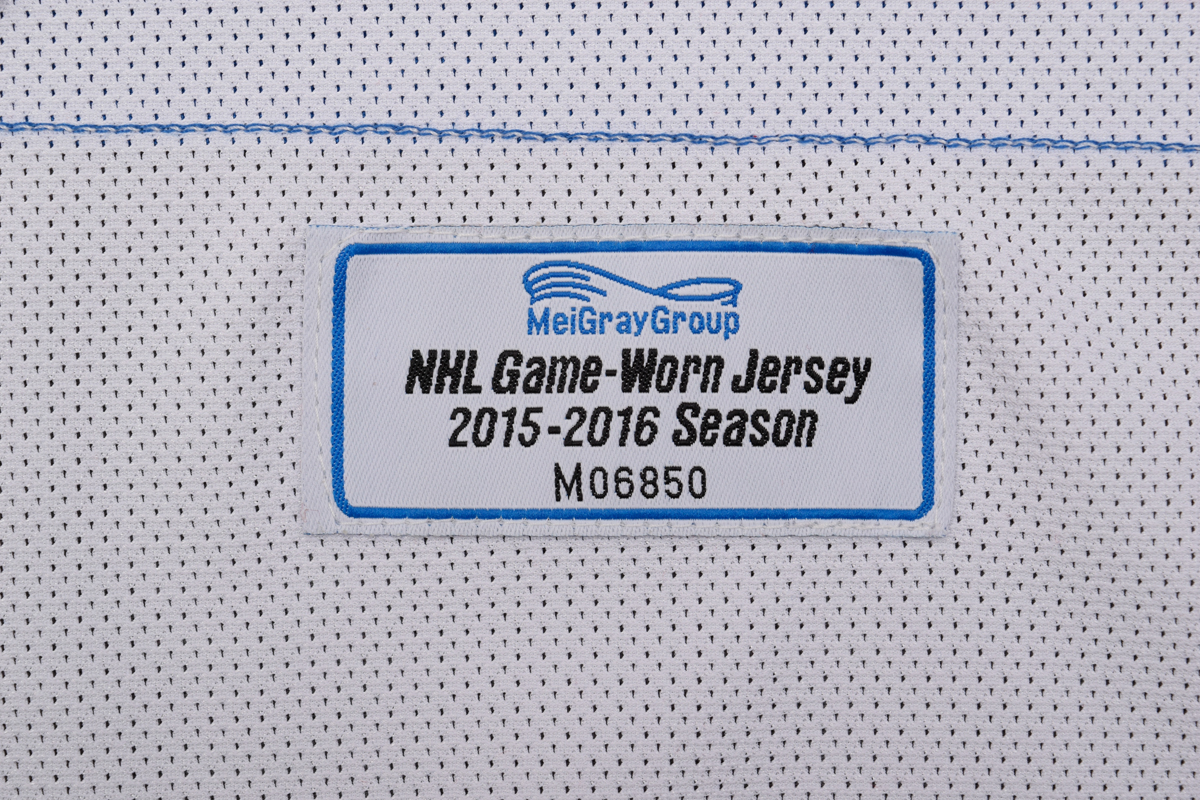 MeiGrayGroup
NHL Game-Worn Jersey
2015-2016 Season
M06850